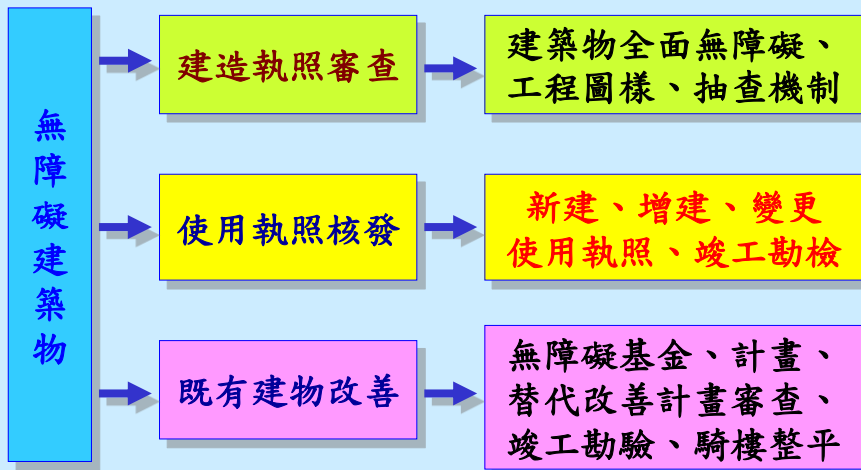 無障礙建築物
建造執照審查
建築物全面無障礙、
工程圖樣、抽查機制
使用執照核發
新建、增建、變更
使用執照、竣工勘檢
既有建物改善
無障礙基金、計畫、
替代改善計畫審查、
竣工勘驗、騎樓整平